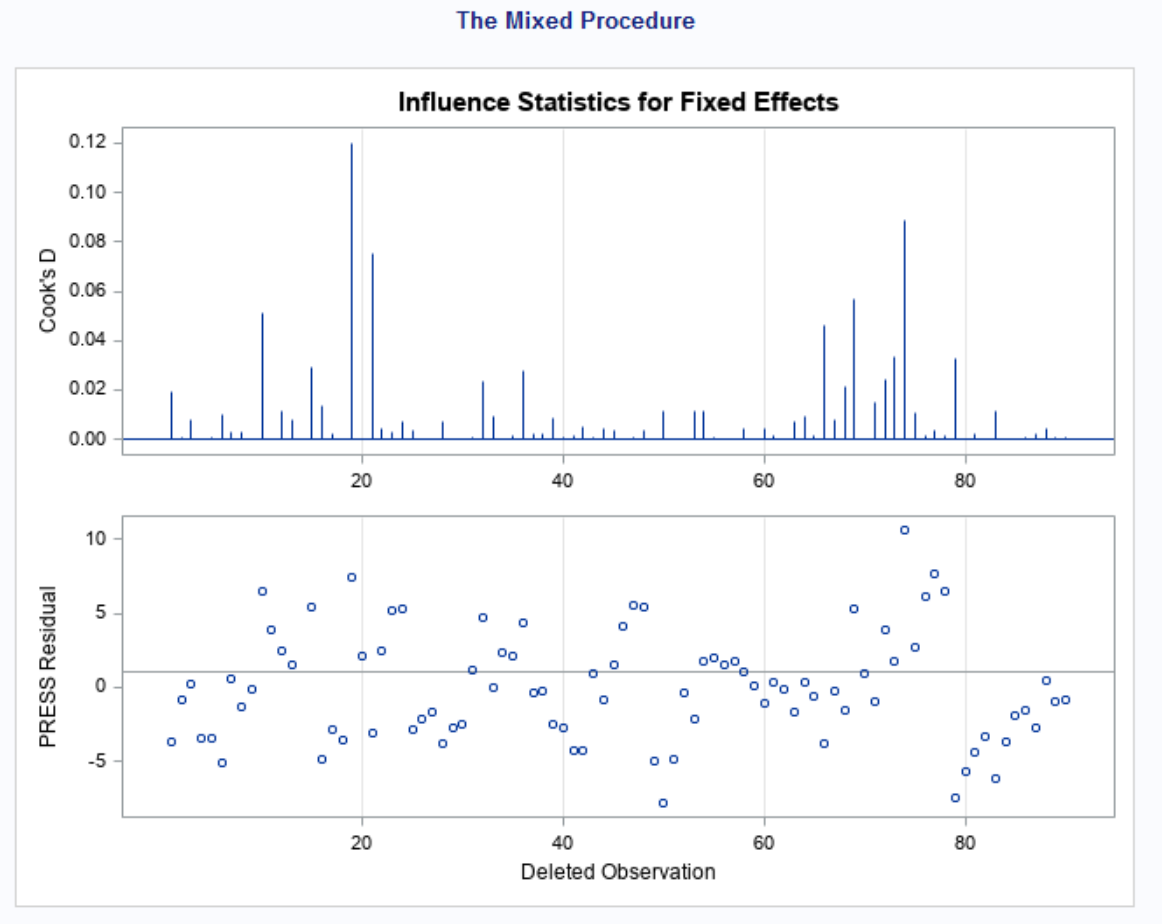 The Mixed Procedure
Influence Statistics for Fixed Effects
0.12
0.10
0.08
0.06
0.04
0.02
0.00
Cook's D
20 40 60 80
10
5
0
-5
PRESS Residual
20 40 60 80
Deleted Observation